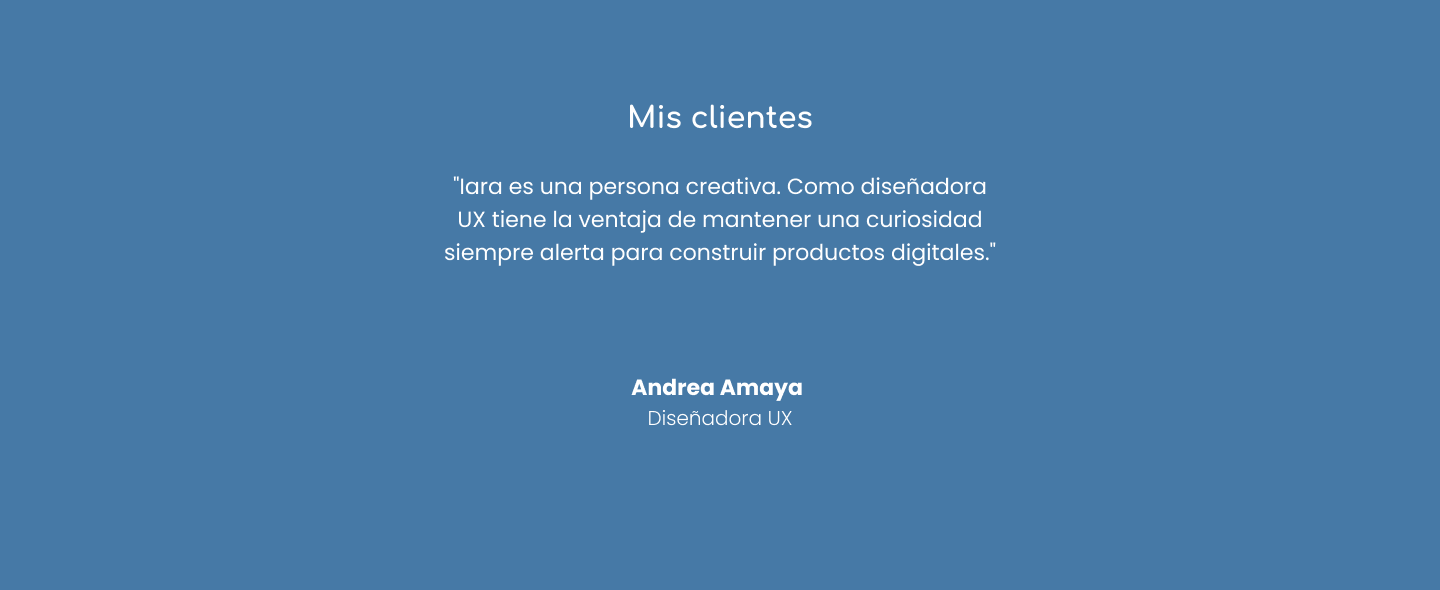 Mis clientes
"Iara es una persona creativa. Como diseñadora
UX tiene la ventaja de mantener una curiosidad
siempre alerta para construir productos digitales."
Andrea Amaya
Diseñadora UX